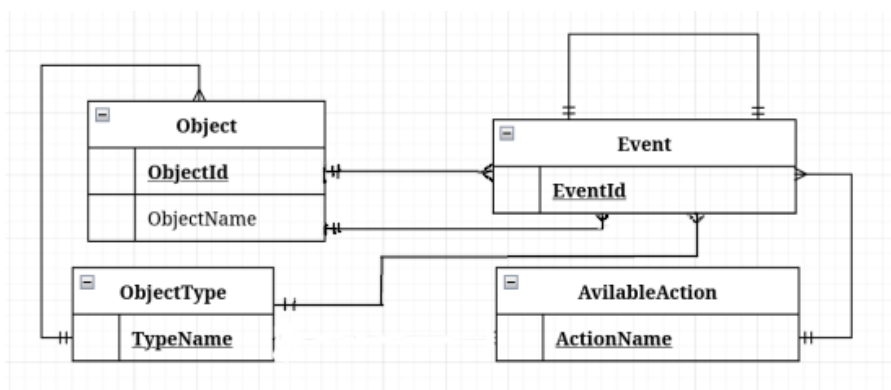 Object
ObjectId
ObjectName
Event
EventId
ObjectType
TypeName
AvilableAction
ActionName